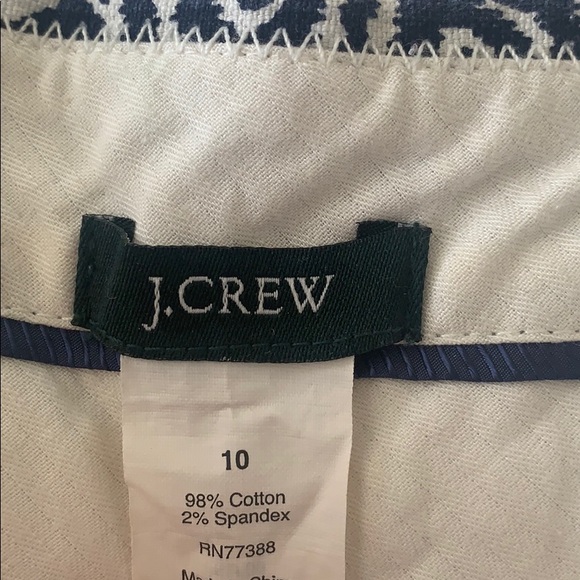 J.CREW
10
98% Cotton
2% Spandex
RN77388